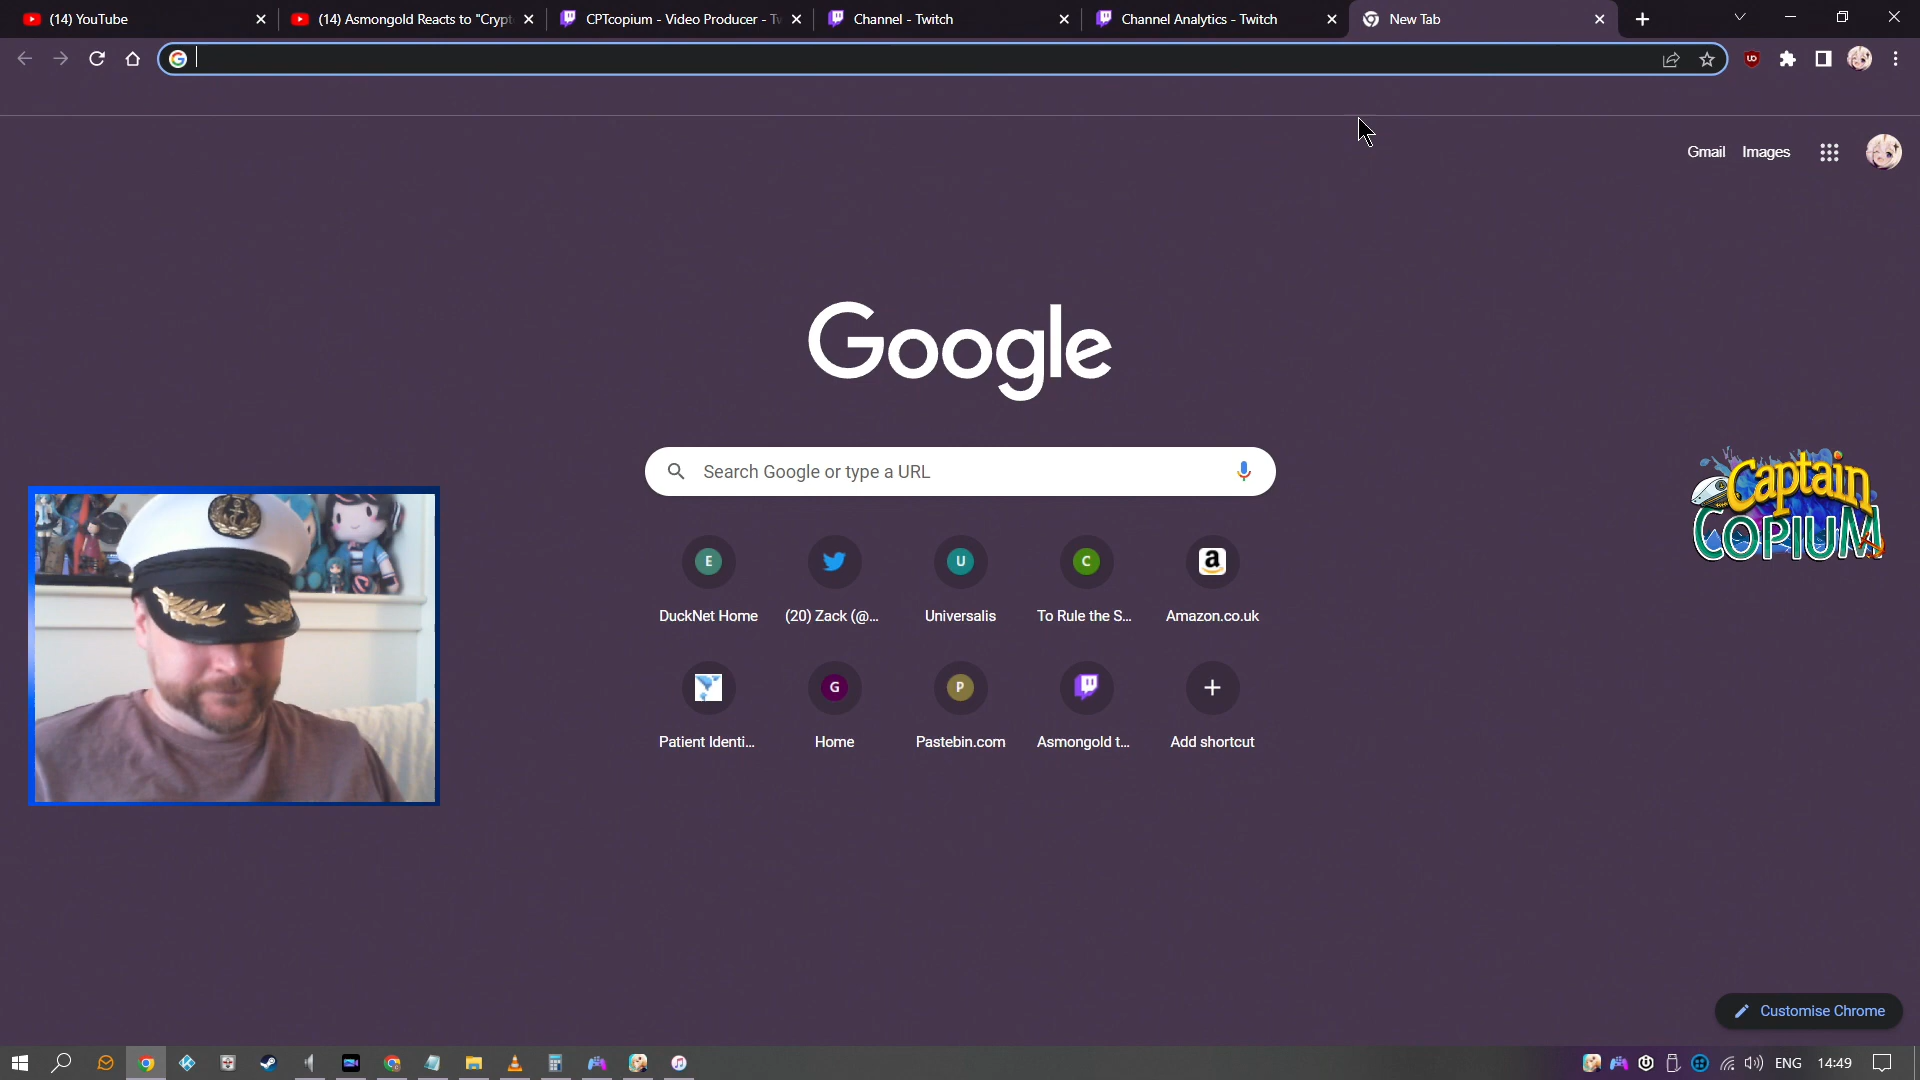 (14) YouTube
(14) Asmongold Reacts to "Crypt
CPTcopium - Video Producer - Tw
Channel - Twitch
Channel Analytics - Twitch
New Tab
Gmail
Images
Google
Search Google or type a URL
Captain
COPIUM
E
U
C
a
DuckNet Home
(20) Zack (@...
Universalis
To Rule the S...
Amazon.co.uk
G
P
Patient Identi...
Home
Pastebin.com
Asmongold t...
Add shortcut
Customise Chrome
ENG
14:49